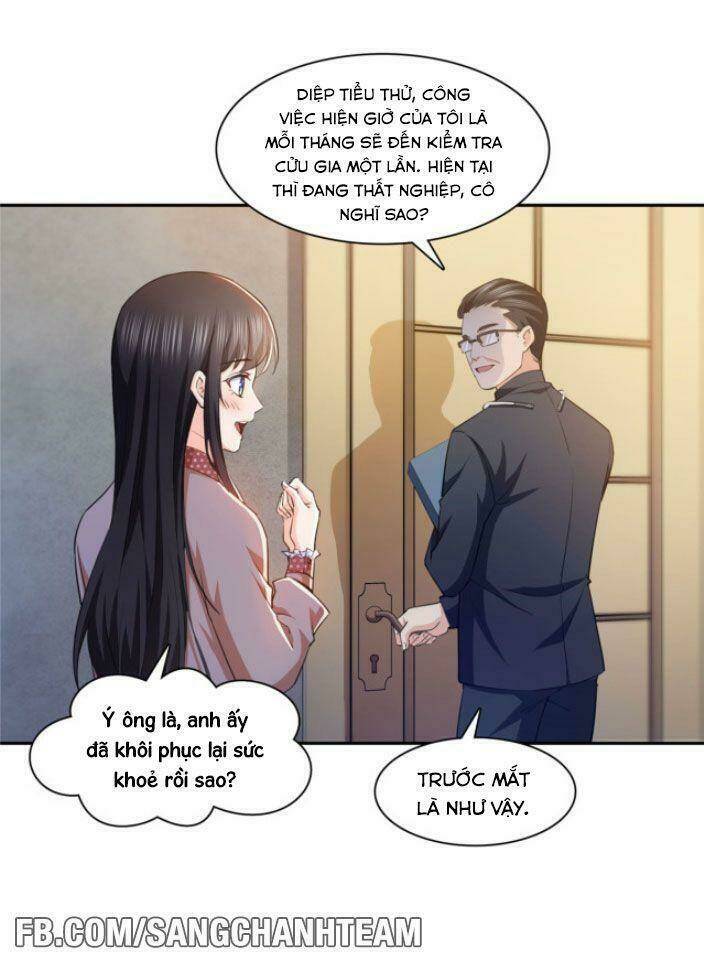 DIỆP TIỂU THƯ, CÔNG
VIỆC HIỆN GIỜ CỦA TÔI LÀ
MỖI THÁNG SẼ ĐẾN KIỂM TRA
CỬU GIA MỘT LẦN. HIỆN TẠI
THÌ ĐANG THẤT NGHIỆP, CÔ
NGHĨ SAO?
Ý ông là, anh ấy
đã khôi phục lại sức
khoẻ rồi sao?
TRƯỚC MẮT
LÀ NHƯ VẬY.
FB.COM/SANGCHANHTEAM